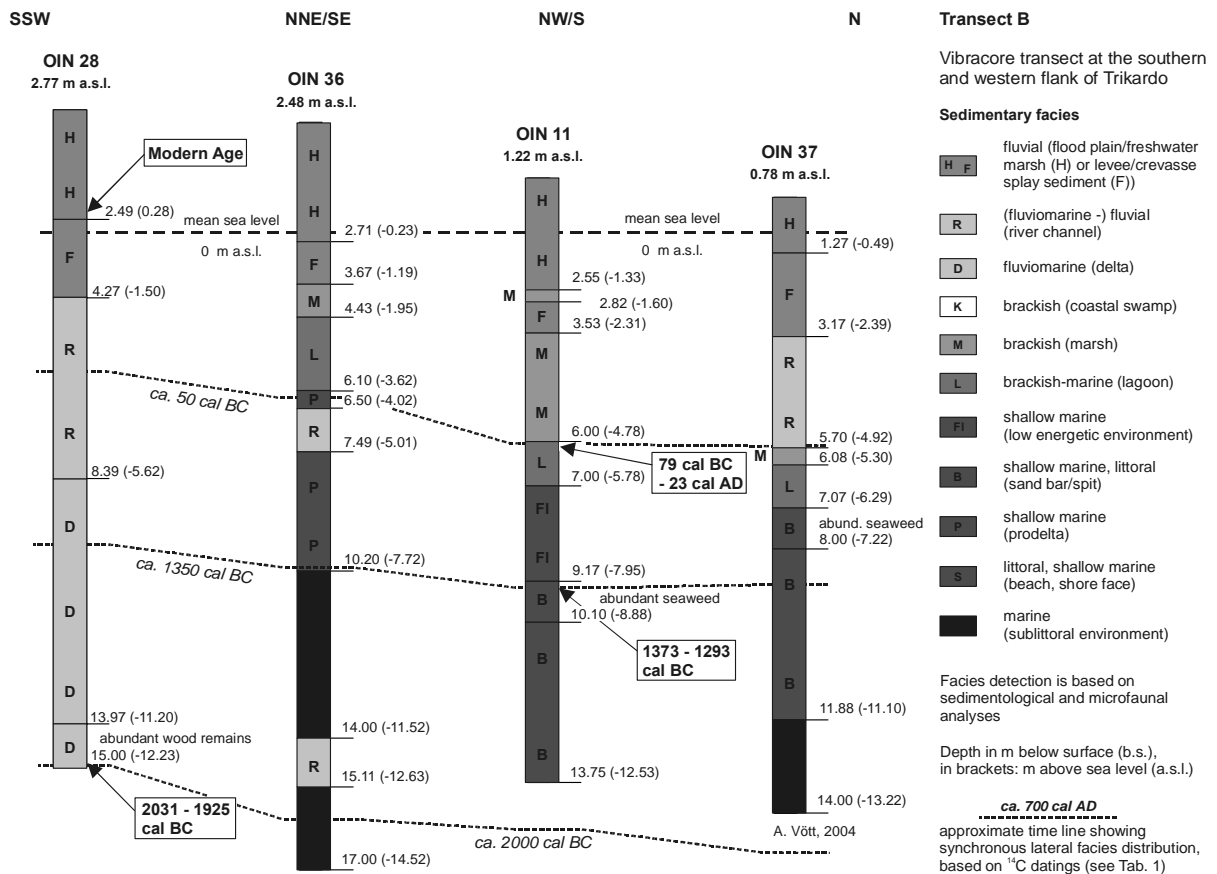 SSW
NNE/SE
NW/S
N
OIN 28
2.77 m a.s.l.
H
H
F
R
R
D
D
D
D
2.49 (0.28)
4.27 (-1.50)
8.39 (-5.62)
13.97 (-11.20)
abundant wood remains
15.00 (-12.23)
Modern Age
2031 - 1925
cal BC
mean sea level
0 m a.s.l.
ca. 50 cal BC
ca. 1350 cal BC
OIN 36
2.48 m a.s.l.
H
H
F
M
L
P
R
P
P
R
2.71 (-0.23)
3.67 (-1.19)
4.43 (-1.95)
6.10 (-3.62)
6.50 (-4.02)
7.49 (-5.01)
10.20 (-7.72)
14.00 (-11.52)
15.11 (-12.63)
17.00 (-14.52)
OIN 11
1.22 m a.s.l.
H
H
M
F
M
M
L
FI
FI
B
B
B
2.55 (-1.33)
2.82 (-1.60)
3.53 (-2.31)
6.00 (-4.78)
7.00 (-5.78)
9.17 (-7.95)
abundant seaweed
10.10 (-8.88)
13.75 (-12.53)
79 cal BC
- 23 cal AD
1373 - 1293
cal BC
mean sea level
0 m a.s.l.
ca. 2000 cal BC
OIN 37
0.78 m a.s.l.
H
F
R
R
M
L
B
B
B
1.27 (-0.49)
3.17 (-2.39)
5.70 (-4.92)
6.08 (-5.30)
7.07 (-6.29)
abund. seaweed
8.00 (-7.22)
11.88 (-11.10)
14.00 (-13.22)
A. Vött, 2004
Transect B
Vibracore transect at the southern
and western flank of Trikardo
Sedimentary facies
H F
fluvial (flood plain/freshwater
marsh (H) or levee/crevasse
splay sediment (F))
R
(fluviomarine -) fluvial
(river channel)
D
fluviomarine (delta)
K
brackish (coastal swamp)
M
brackish (marsh)
L
brackish-marine (lagoon)
FI
shallow marine
(low energetic environment)
B
shallow marine, littoral
(sand bar/spit)
P
shallow marine
(prodelta)
S
littoral, shallow marine
(beach, shore face)
marine
(sublittoral environment)
Facies detection is based on
sedimentological and microfaunal
analyses
Depth in m below surface (b.s.),
in brackets: m above sea level (a.s.l.)
ca. 700 cal AD
approximate time line showing
synchronous lateral facies distribution,
based on ¹⁴C datings (see Tab. 1)